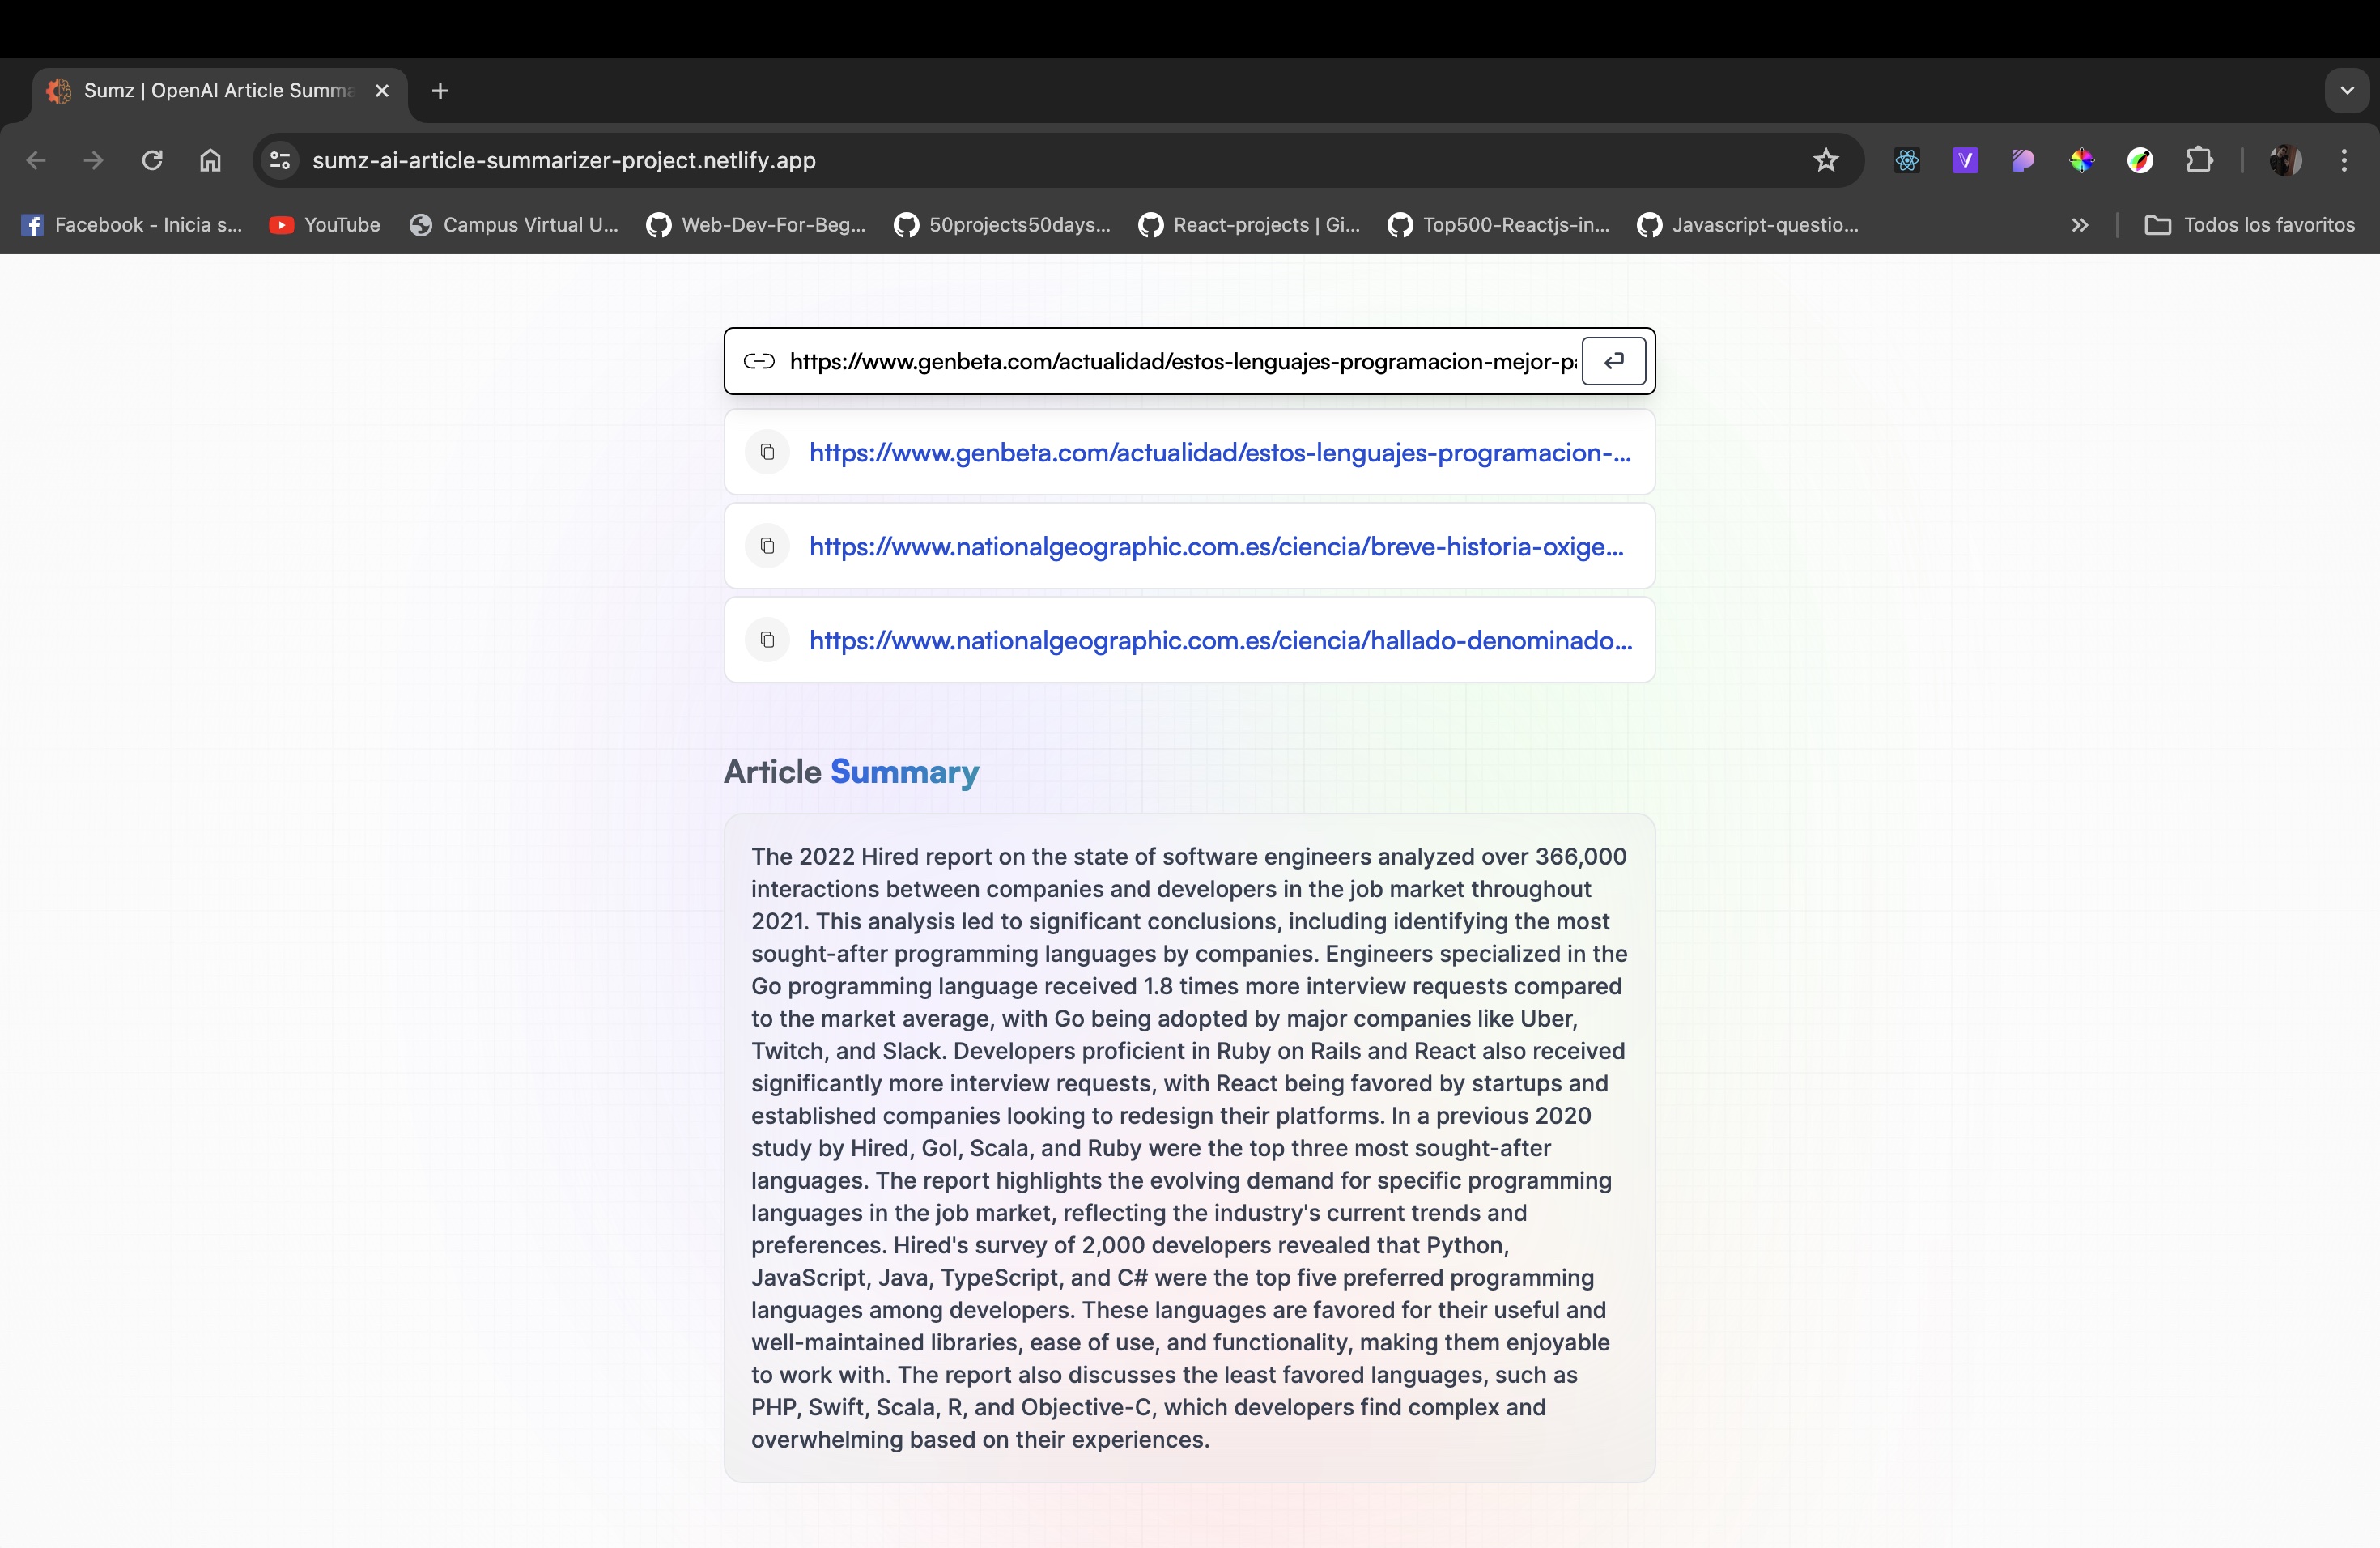 Sumz | OpenAI Article Summa
sumz-ai-article-summarizer-project.netlify.app
Facebook - Inicia s... YouTube Campus Virtual U... Web-Dev-For-Beg... 50projects50days... React-projects | Gi... Top500-Reactjs-in... Javascript-questio... Todos los favoritos
https://www.genbeta.com/actualidad/estos-lenguajes-programacion-mejor-pa
https://www.genbeta.com/actualidad/estos-lenguajes-programacion-...
https://www.nationalgeographic.com.es/ciencia/breve-historia-oxige...
https://www.nationalgeographic.com.es/ciencia/hallado-denominado...
Article Summary
The 2022 Hired report on the state of software engineers analyzed over 366,000
interactions between companies and developers in the job market throughout
2021. This analysis led to significant conclusions, including identifying the most
sought-after programming languages by companies. Engineers specialized in the
Go programming language received 1.8 times more interview requests compared
to the market average, with Go being adopted by major companies like Uber,
Twitch, and Slack. Developers proficient in Ruby on Rails and React also received
significantly more interview requests, with React being favored by startups and
established companies looking to redesign their platforms. In a previous 2020
study by Hired, Gol, Scala, and Ruby were the top three most sought-after
languages. The report highlights the evolving demand for specific programming
languages in the job market, reflecting the industry's current trends and
preferences. Hired's survey of 2,000 developers revealed that Python,
JavaScript, Java, TypeScript, and C# were the top five preferred programming
languages among developers. These languages are favored for their useful and
well-maintained libraries, ease of use, and functionality, making them enjoyable
to work with. The report also discusses the least favored languages, such as
PHP, Swift, Scala, R, and Objective-C, which developers find complex and
overwhelming based on their experiences.